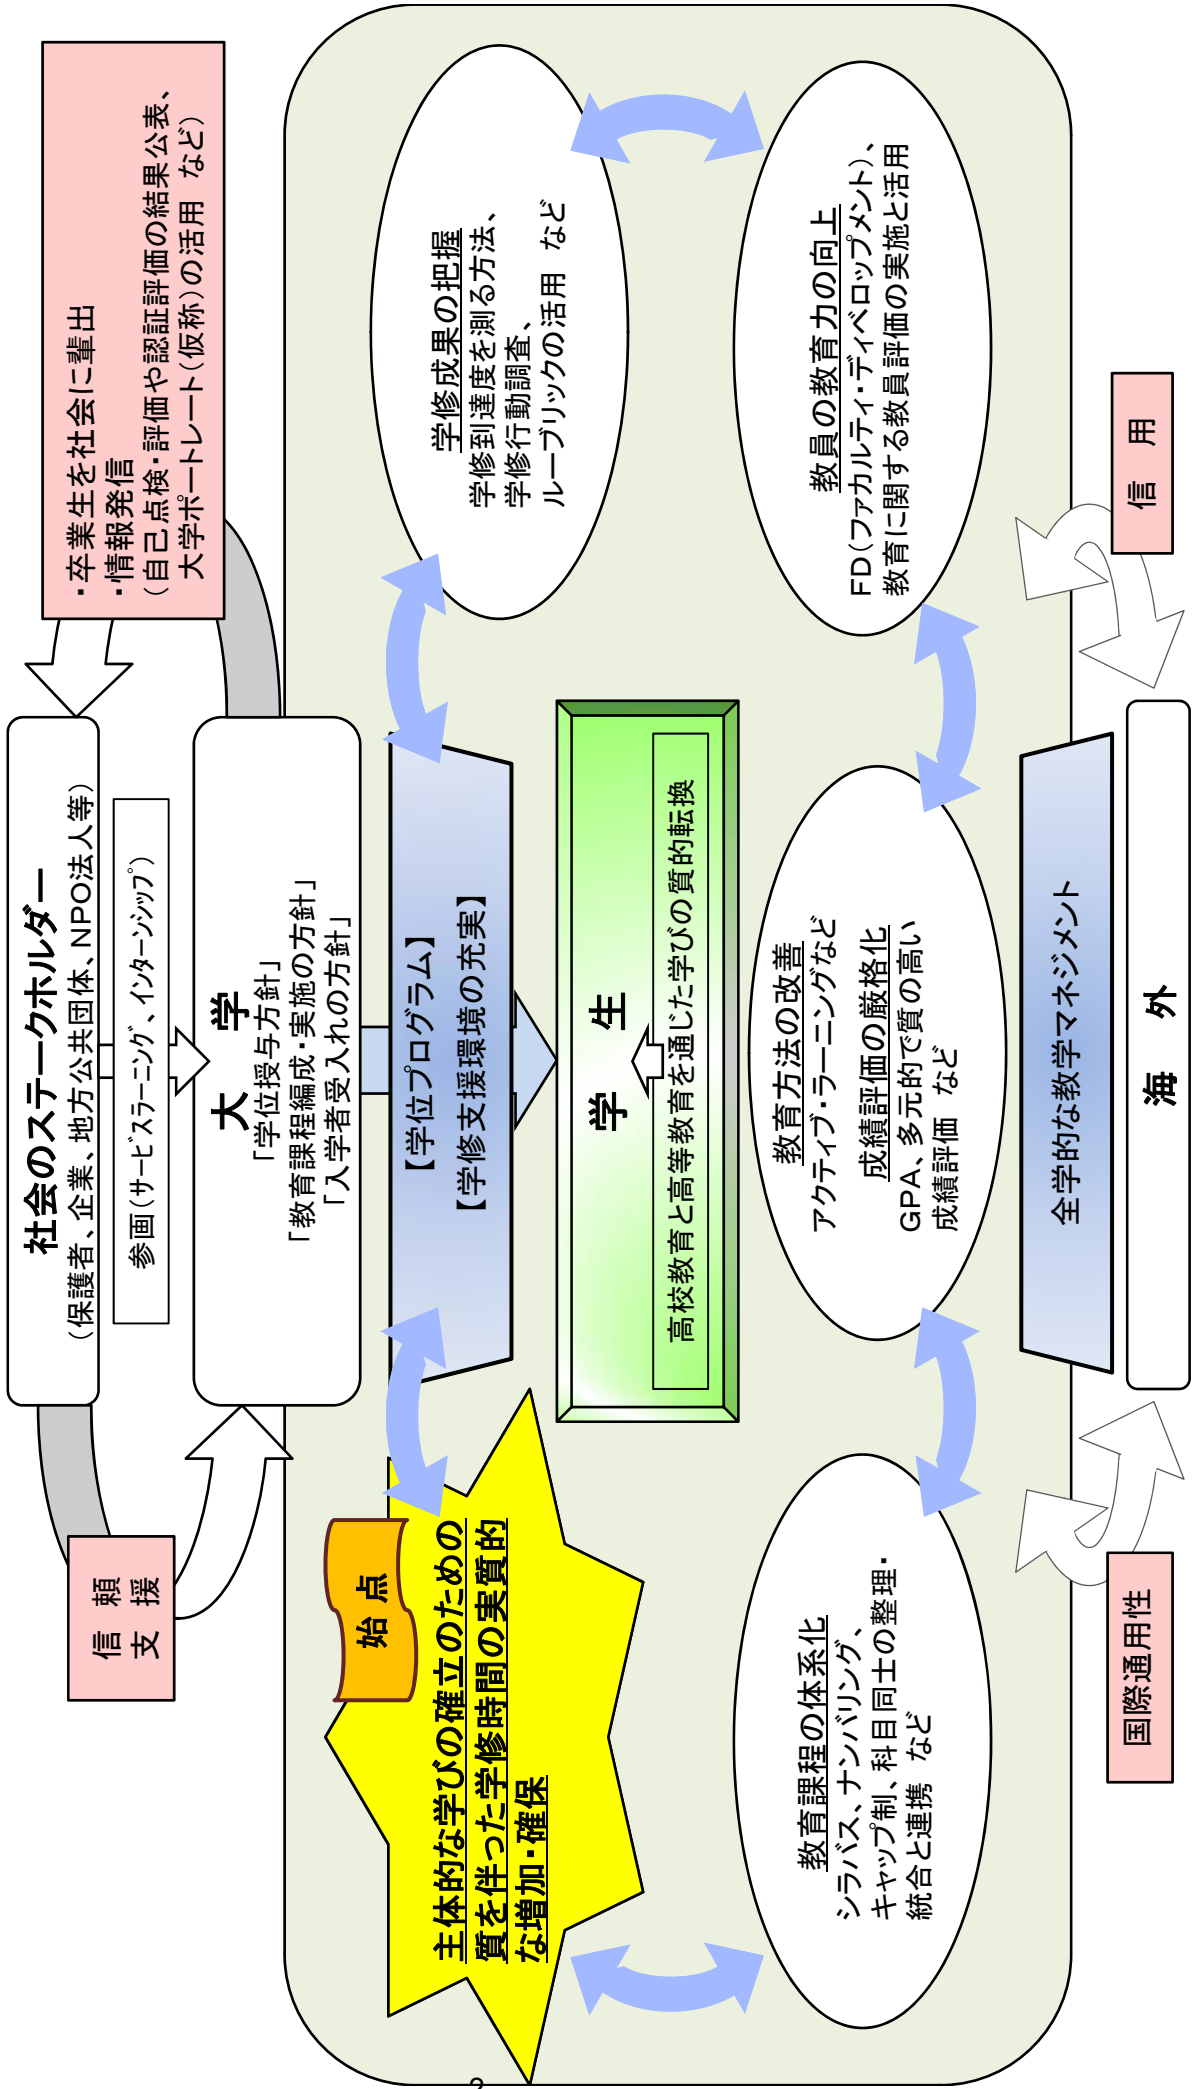 社会のステークホルダー
（保護者、企業、地方公共団体、NPO法人等）
参画（サービスラーニング、インターンシップ）
・卒業生を社会に輩出
・情報発信
（自己点検・評価や認証評価の結果公表、
大学ポートレート（仮称）の活用　など）
信　頼
支　援
大　学
「学位授与方針」
「教育課程編成・実施の方針」
「入学者受入れの方針」
【学位プログラム】
【学修支援環境の充実】
始点
主体的な学びの確立のための
質を伴った学修時間の実質的
な増加・確保
学修成果の把握
学修到達度を測る方法、
学修行動調査、
ルーブリックの活用　など
学　生
高校教育と高等教育を通じた学びの質的転換
教育課程の体系化
シラバス、ナンバリング、
キャップ制、科目同士の整理・
統合と連携　など
教育方法の改善
アクティブ・ラーニングなど
成績評価の厳格化
GPA、多元的で質の高い
成績評価　など
教員の教育力の向上
FD（ファカルティ・ディベロップメント）、
教育に関する教員評価の実施と活用
全学的な教学マネジメント
国際通用性
信　用
海　外